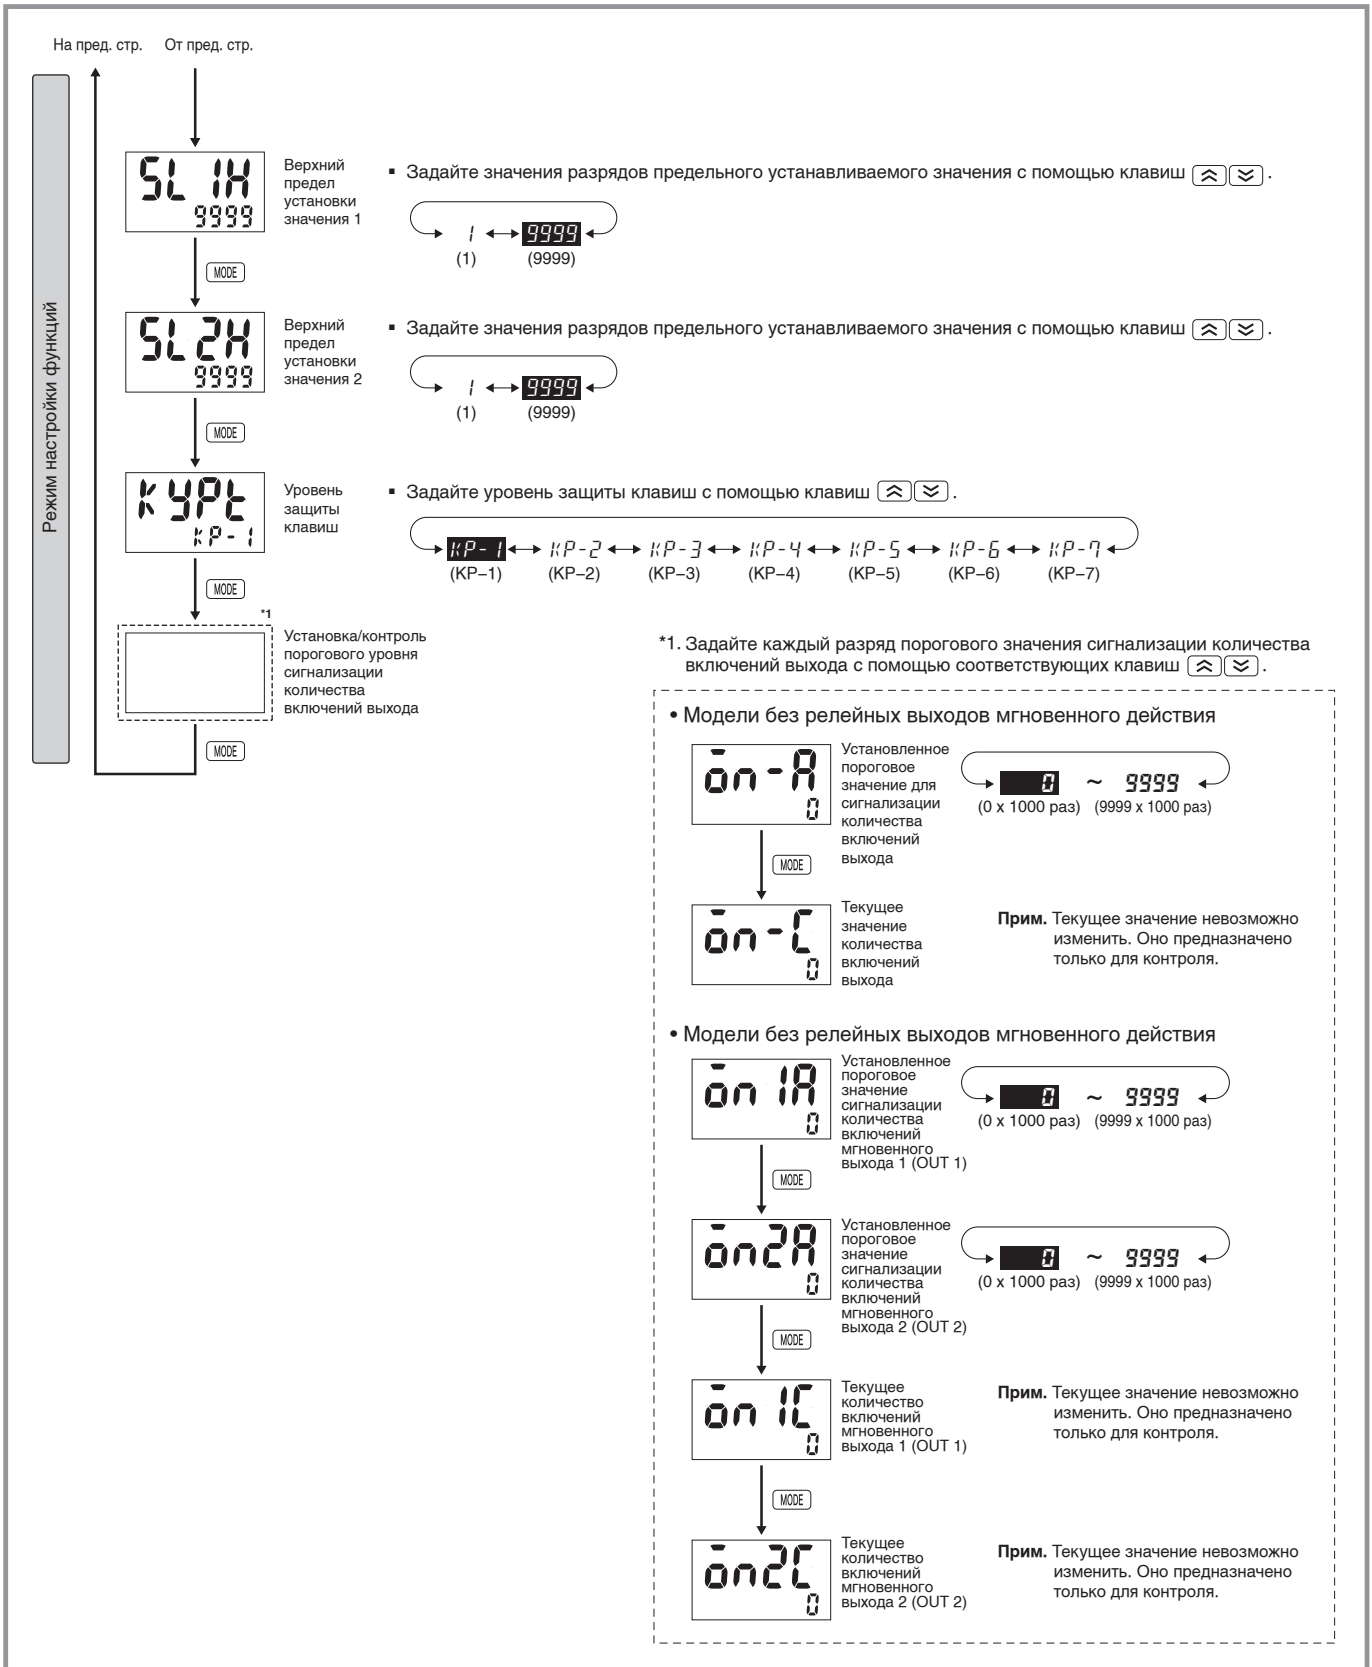 На пред. стр. От пред. стр.
Режим настройки функций
SL 1H
9999
Верхний
предел
установки
значения 1
▪ Задайте значения разрядов предельного устанавливаемого значения с помощью клавиш .
1 9999
(1) (9999)
MODE
SL2H
9999
Верхний
предел
установки
значения 2
▪ Задайте значения разрядов предельного устанавливаемого значения с помощью клавиш .
1 9999
(1) (9999)
MODE
KYPt
KP-1
Уровень
защиты
клавиш
▪ Задайте уровень защиты клавиш с помощью клавиш .
KP-1 KP-2 KP-3 KP-4 KP-5 KP-6 KP-7
(KP–1) (KP–2) (KP–3) (KP–4) (KP–5) (KP–6) (KP–7)
MODE
*1
Установка/контроль
порогового уровня
сигнализации
количества
включений выхода
MODE
*1. Задайте каждый разряд порогового значения сигнализации количества
включений выхода с помощью соответствующих клавиш .
• Модели без релейных выходов мгновенного действия
ōn-A
0
Установленное
пороговое
значение для
сигнализации
количества
включений
выхода
0 ~ 9999
(0 x 1000 раз) (9999 x 1000 раз)
MODE
ōn-C
0
Текущее
значение
количества
включений
выхода
Прим. Текущее значение невозможно
изменить. Оно предназначено
только для контроля.
• Модели без релейных выходов мгновенного действия
ōn 1A
0
Установленное
пороговое
значение
сигнализации
количества
включений
мгновенного
выхода 1 (OUT 1)
0 ~ 9999
(0 x 1000 раз) (9999 x 1000 раз)
MODE
ōn2A
0
Установленное
пороговое
значение
сигнализации
количества
включений
мгновенного
выхода 2 (OUT 2)
0 ~ 9999
(0 x 1000 раз) (9999 x 1000 раз)
MODE
ōn 1C
0
Текущее
количество
включений
мгновенного
выхода 1 (OUT 1)
Прим. Текущее значение невозможно
изменить. Оно предназначено
только для контроля.
MODE
ōn2C
0
Текущее
количество
включений
мгновенного
выхода 2 (OUT 2)
Прим. Текущее значение невозможно
изменить. Оно предназначено
только для контроля.